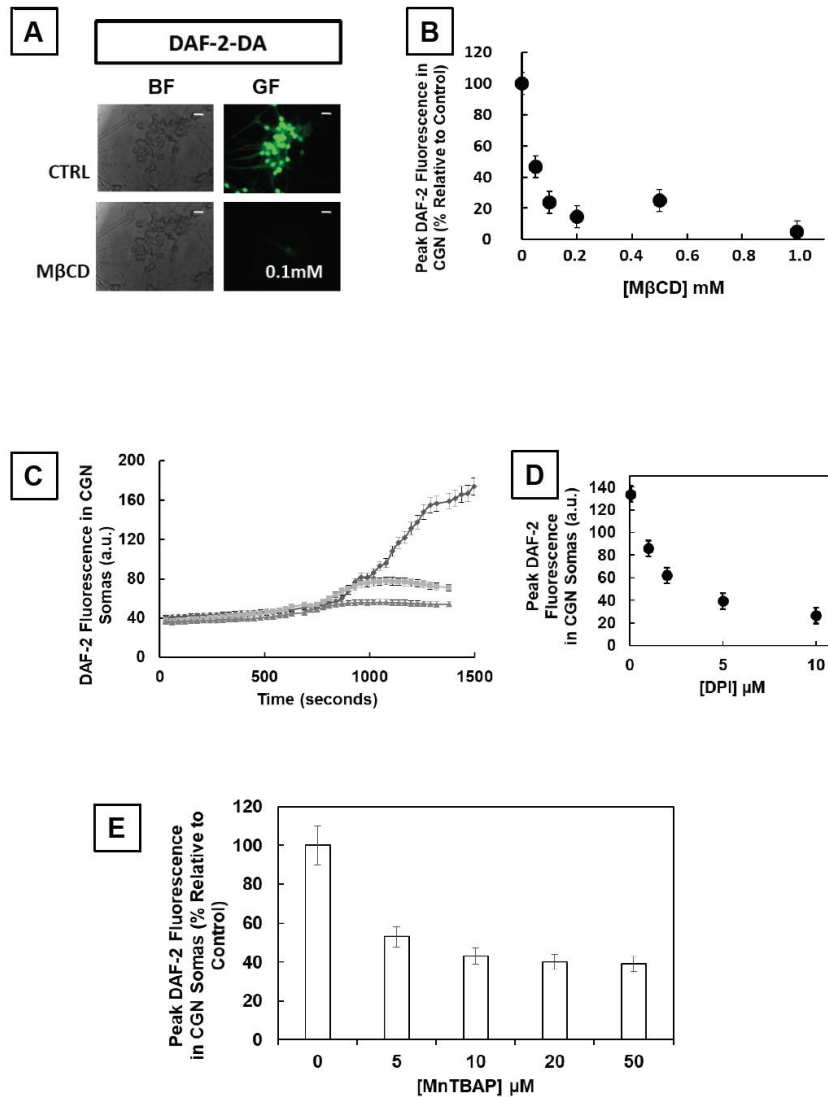 A
DAF-2-DA
BF GF
CTRL
MβCD
0.1mM
B
Peak DAF-2 Fluorescence in
CGN (% Relative to Control)
120
100
80
60
40
20
0
0 0.2 0.4 0.6 0.8 1.0
[MβCD] mM
C
DAF-2 Fluorescence in CGN
Somas (a.u.)
200
160
120
80
40
0
0 500 1000 1500
Time (seconds)
D
Peak DAF-2
Fluorescence
in CGN Somas (a.u.)
140
120
100
80
60
40
20
0
0 5 10
[DPI] µM
E
Peak DAF-2 Fluorescence
in CGN Somas (% Relative to
Control)
120
100
80
60
40
20
0
0 5 10 20 50
[MnTBAP] µM